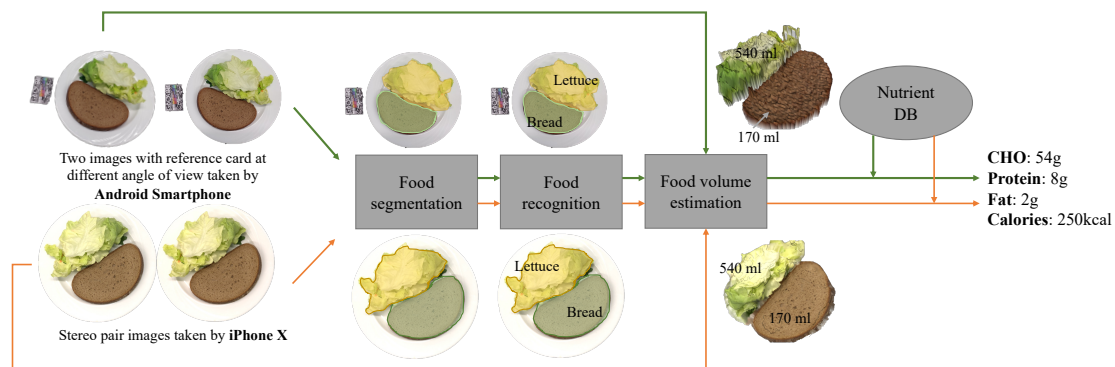 Two images with reference card at
different angle of view taken by
Android Smartphone
Stereo pair images taken by iPhone X
Lettuce
Bread
Food
segmentation
Food
recognition
Food volume
estimation
Lettuce
Bread
540 ml
170 ml
540 ml
170 ml
Nutrient
DB
CHO: 54g
Protein: 8g
Fat: 2g
Calories: 250kcal